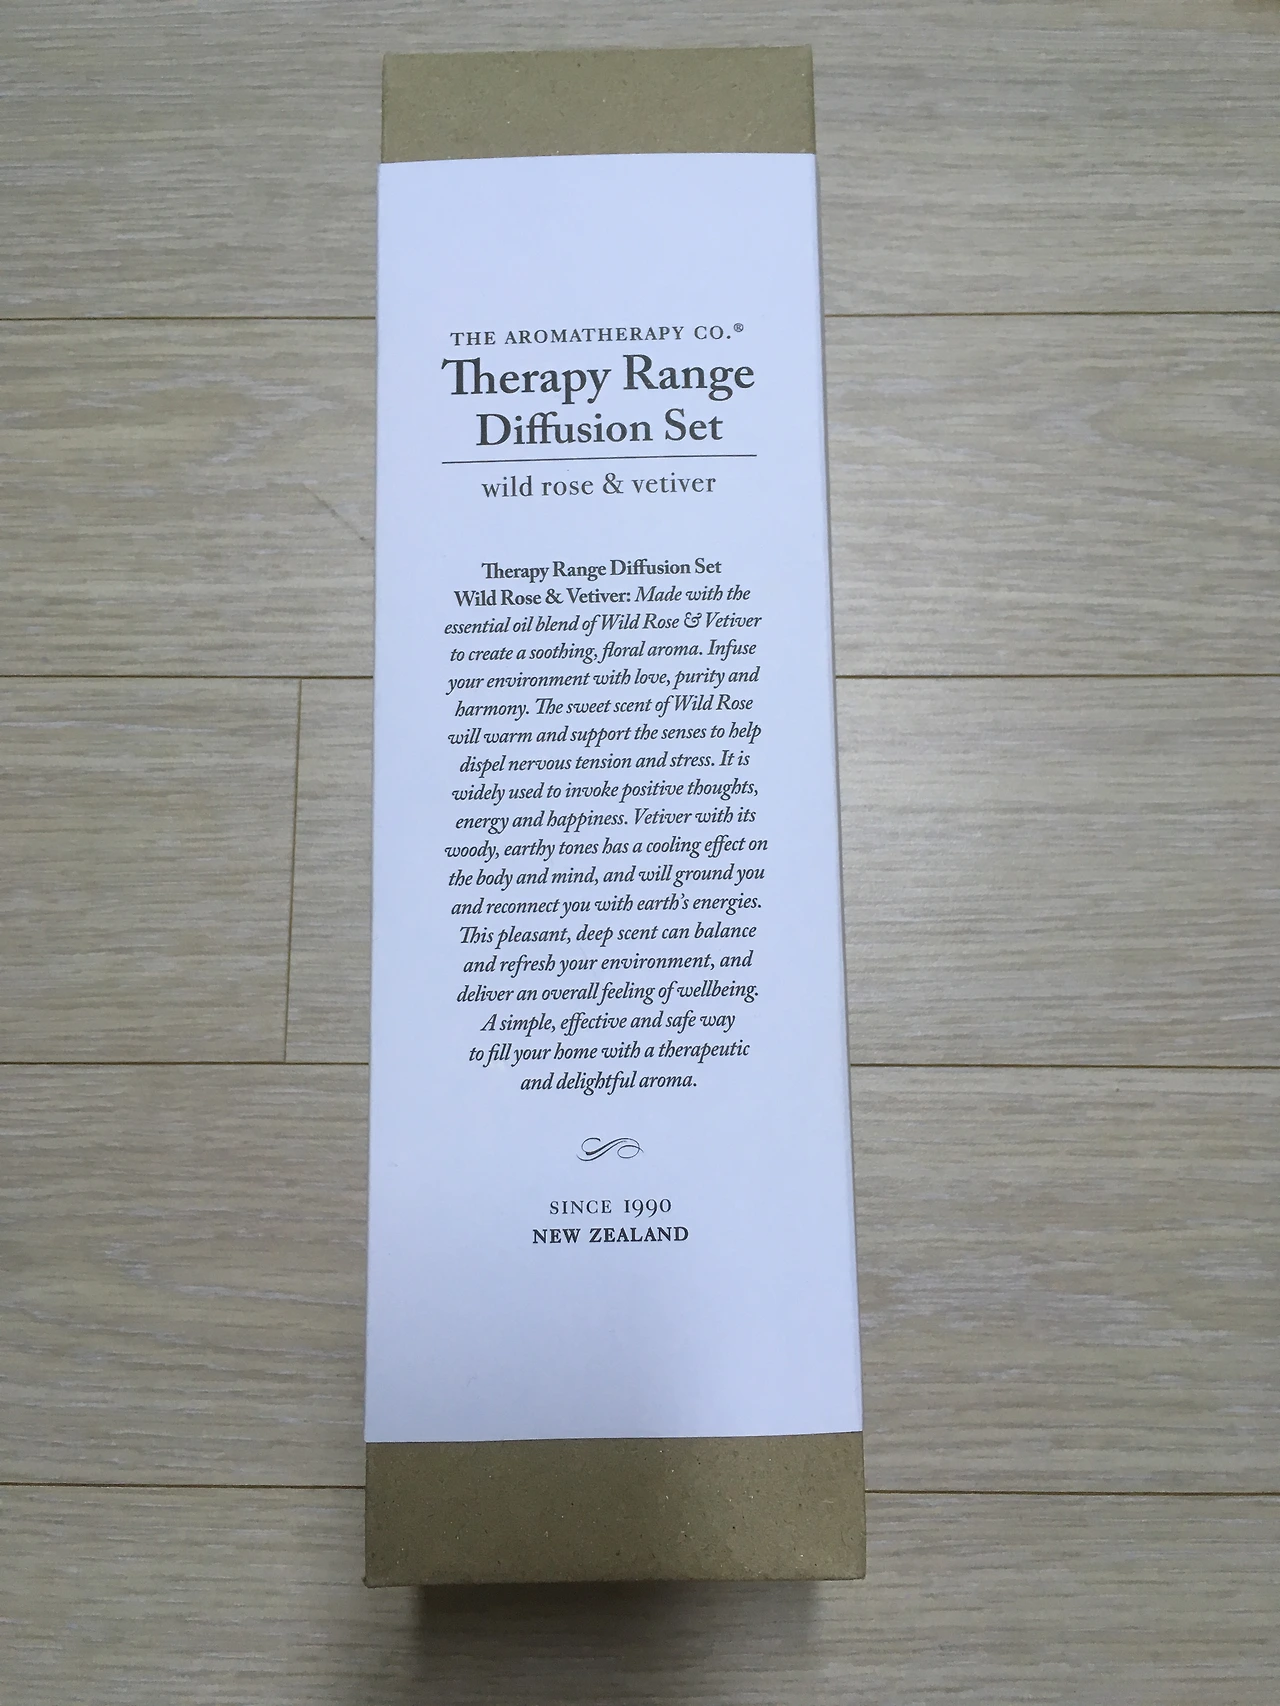 THE AROMATHERAPY CO.®
Therapy Range
Diffusion Set
wild rose & vetiver
Therapy Range Diffusion Set
Wild Rose & Vetiver: Made with the
essential oil blend of Wild Rose & Vetiver
to create a soothing, floral aroma. Infuse
your environment with love, purity and
harmony. The sweet scent of Wild Rose
will warm and support the senses to help
dispel nervous tension and stress. It is
widely used to invoke positive thoughts,
energy and happiness. Vetiver with its
woody, earthy tones has a cooling effect on
the body and mind, and will ground you
and reconnect you with earth's energies.
This pleasant, deep scent can balance
and refresh your environment, and
deliver an overall feeling of wellbeing.
A simple, effective and safe way
to fill your home with a therapeutic
and delightful aroma.
SINCE 1990
NEW ZEALAND